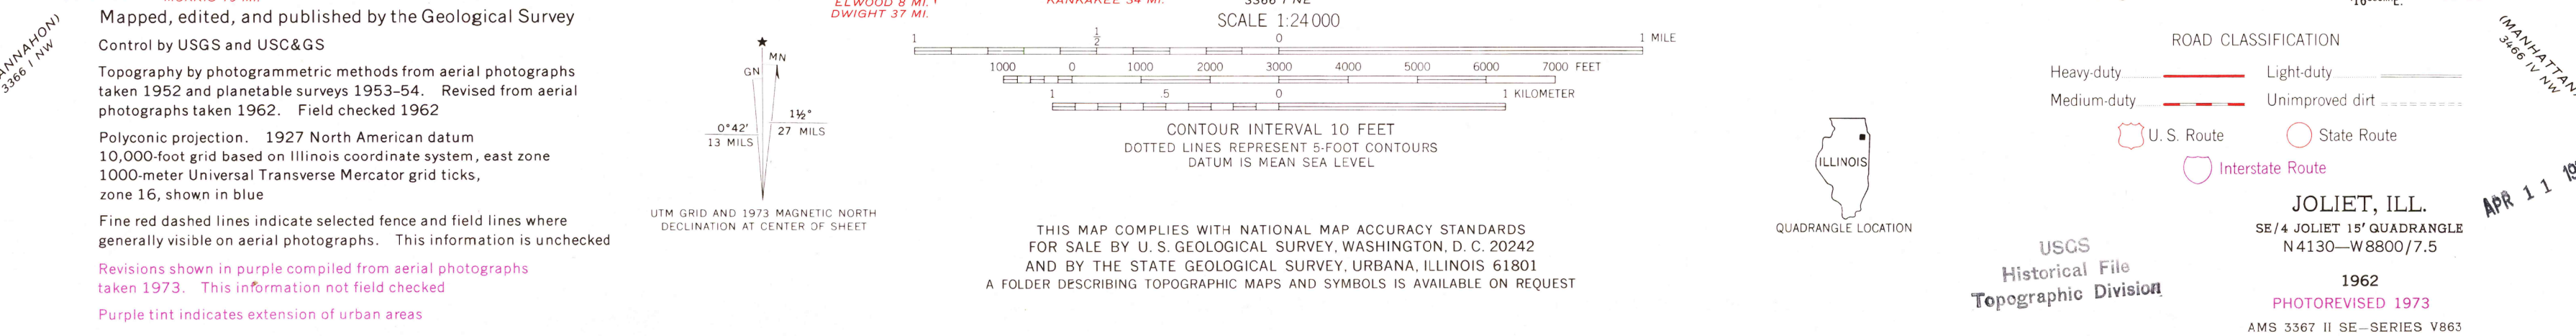 Mapped, edited, and published by the Geological Survey
Control by USGS and USC&GS
Topography by photogrammetric methods from aerial photographs
taken 1952 and planetable surveys 1953–54. Revised from aerial
photographs taken 1962. Field checked 1962
Polyconic projection. 1927 North American datum
10,000-foot grid based on Illinois coordinate system, east zone
1000-meter Universal Transverse Mercator grid ticks,
zone 16, shown in blue
Fine red dashed lines indicate selected fence and field lines where
generally visible on aerial photographs. This information is unchecked
Revisions shown in purple compiled from aerial photographs
taken 1973. This information not field checked
Purple tint indicates extension of urban areas
3366 I NW
ELWOOD 8 MI.
DWIGHT 37 MI.
KANKAKEE 34 MI.
3366 I NE
★
MN
GN
1½°
0°42′
27 MILS
13 MILS
UTM GRID AND 1973 MAGNETIC NORTH
DECLINATION AT CENTER OF SHEET
SCALE 1:24 000
1 ½ 0 1 MILE
1000 0 1000 2000 3000 4000 5000 6000 7000 FEET
1 .5 0 1 KILOMETER
CONTOUR INTERVAL 10 FEET
DOTTED LINES REPRESENT 5-FOOT CONTOURS
DATUM IS MEAN SEA LEVEL
THIS MAP COMPLIES WITH NATIONAL MAP ACCURACY STANDARDS
FOR SALE BY U. S. GEOLOGICAL SURVEY, WASHINGTON, D. C. 20242
AND BY THE STATE GEOLOGICAL SURVEY, URBANA, ILLINOIS 61801
A FOLDER DESCRIBING TOPOGRAPHIC MAPS AND SYMBOLS IS AVAILABLE ON REQUEST
ILLINOIS
QUADRANGLE LOCATION
ROAD CLASSIFICATION
Heavy-duty Light-duty
Medium-duty Unimproved dirt
U. S. Route State Route
Interstate Route
(MANHATTAN)
3466 IV NW
APR 11
USGS
Historical File
Topographic Division
JOLIET, ILL.
SE/4 JOLIET 15′ QUADRANGLE
N 4130—W 8800/7.5
1962
PHOTOREVISED 1973
AMS 3367 II SE—SERIES V863